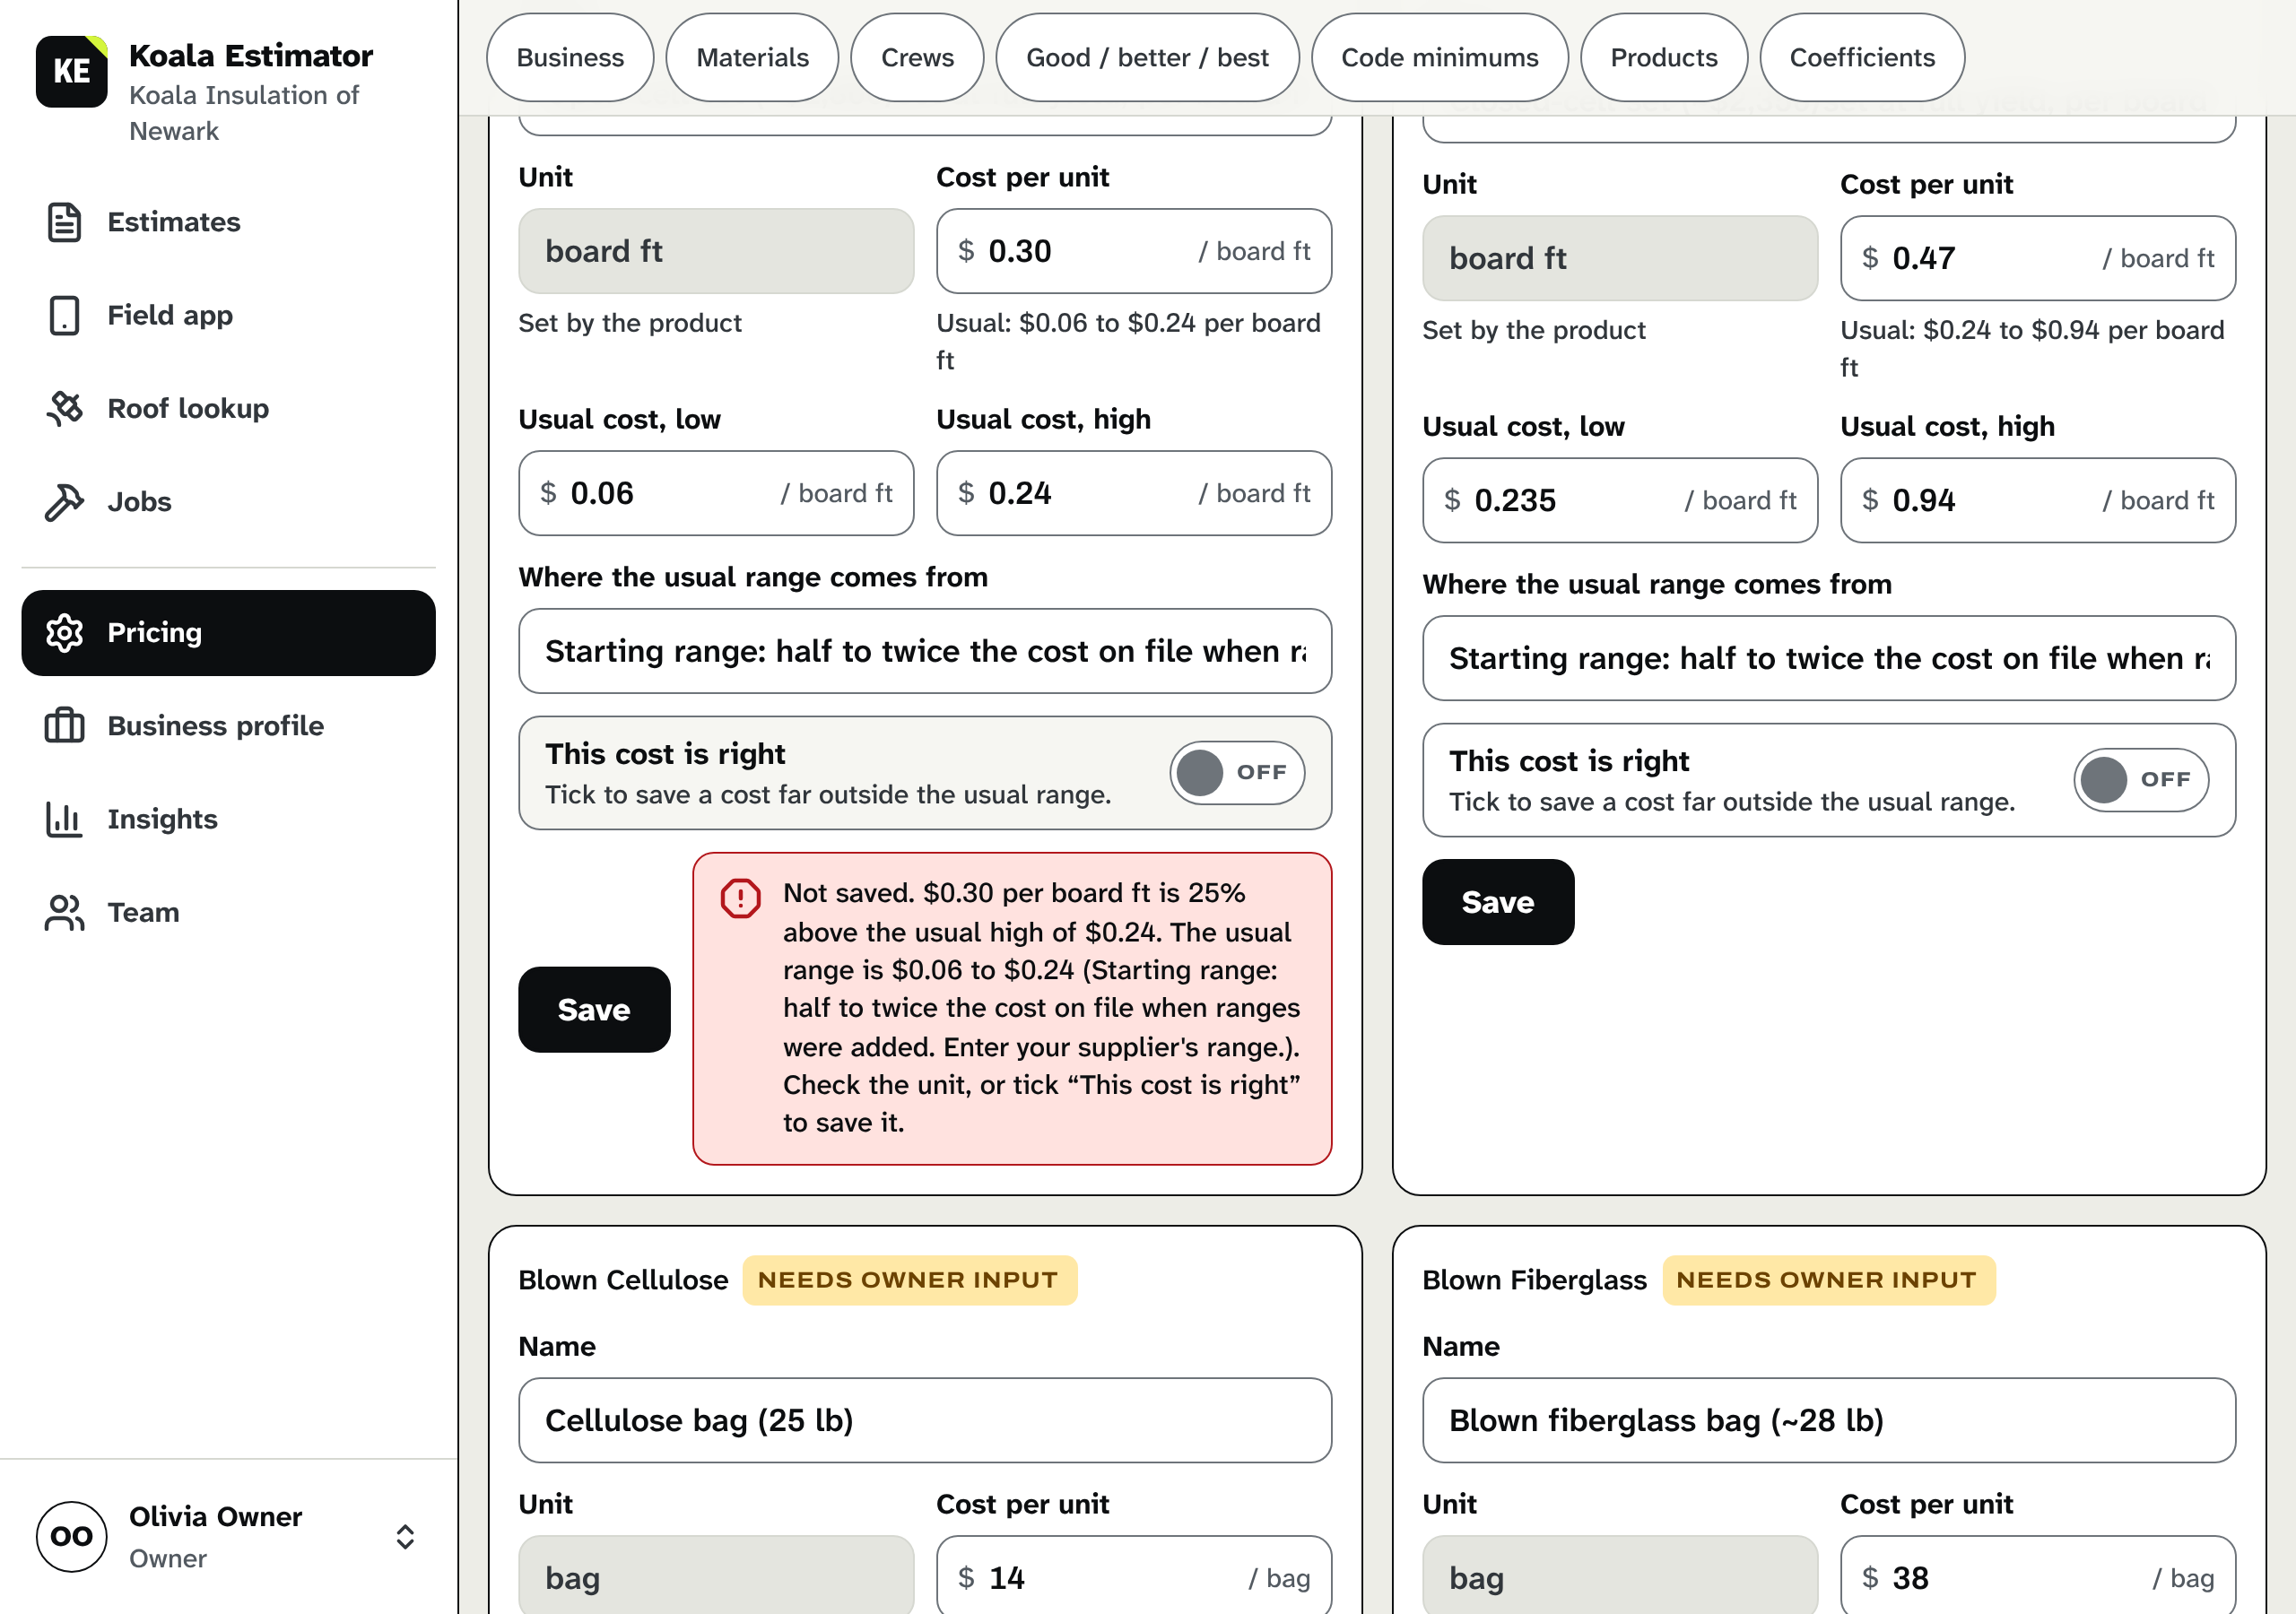 KE
Koala Estimator
Koala Insulation of
Newark
Estimates
Field app
Roof lookup
Jobs
Pricing
Business profile
Insights
Team
OO
Olivia Owner
Owner
Business
Materials
Crews
Good / better / best
Code minimums
Products
Coefficients
Unit
Cost per unit
board ft
$ 0.30 / board ft
Set by the product
Usual: $0.06 to $0.24 per board
ft
Usual cost, low
Usual cost, high
$ 0.06 / board ft
$ 0.24 / board ft
Where the usual range comes from
Starting range: half to twice the cost on file when
This cost is right
Tick to save a cost far outside the usual range.
OFF
Save
Not saved. $0.30 per board ft is 25%
above the usual high of $0.24. The usual
range is $0.06 to $0.24 (Starting range:
half to twice the cost on file when ranges
were added. Enter your supplier's range.).
Check the unit, or tick “This cost is right”
to save it.
Unit
Cost per unit
board ft
$ 0.47 / board ft
Set by the product
Usual: $0.24 to $0.94 per board
ft
Usual cost, low
Usual cost, high
$ 0.235 / board ft
$ 0.94 / board ft
Where the usual range comes from
Starting range: half to twice the cost on file when
This cost is right
Tick to save a cost far outside the usual range.
OFF
Save
Blown Cellulose NEEDS OWNER INPUT
Name
Cellulose bag (25 lb)
Unit
Cost per unit
bag
$ 14 / bag
Blown Fiberglass NEEDS OWNER INPUT
Name
Blown fiberglass bag (~28 lb)
Unit
Cost per unit
bag
$ 38 / bag